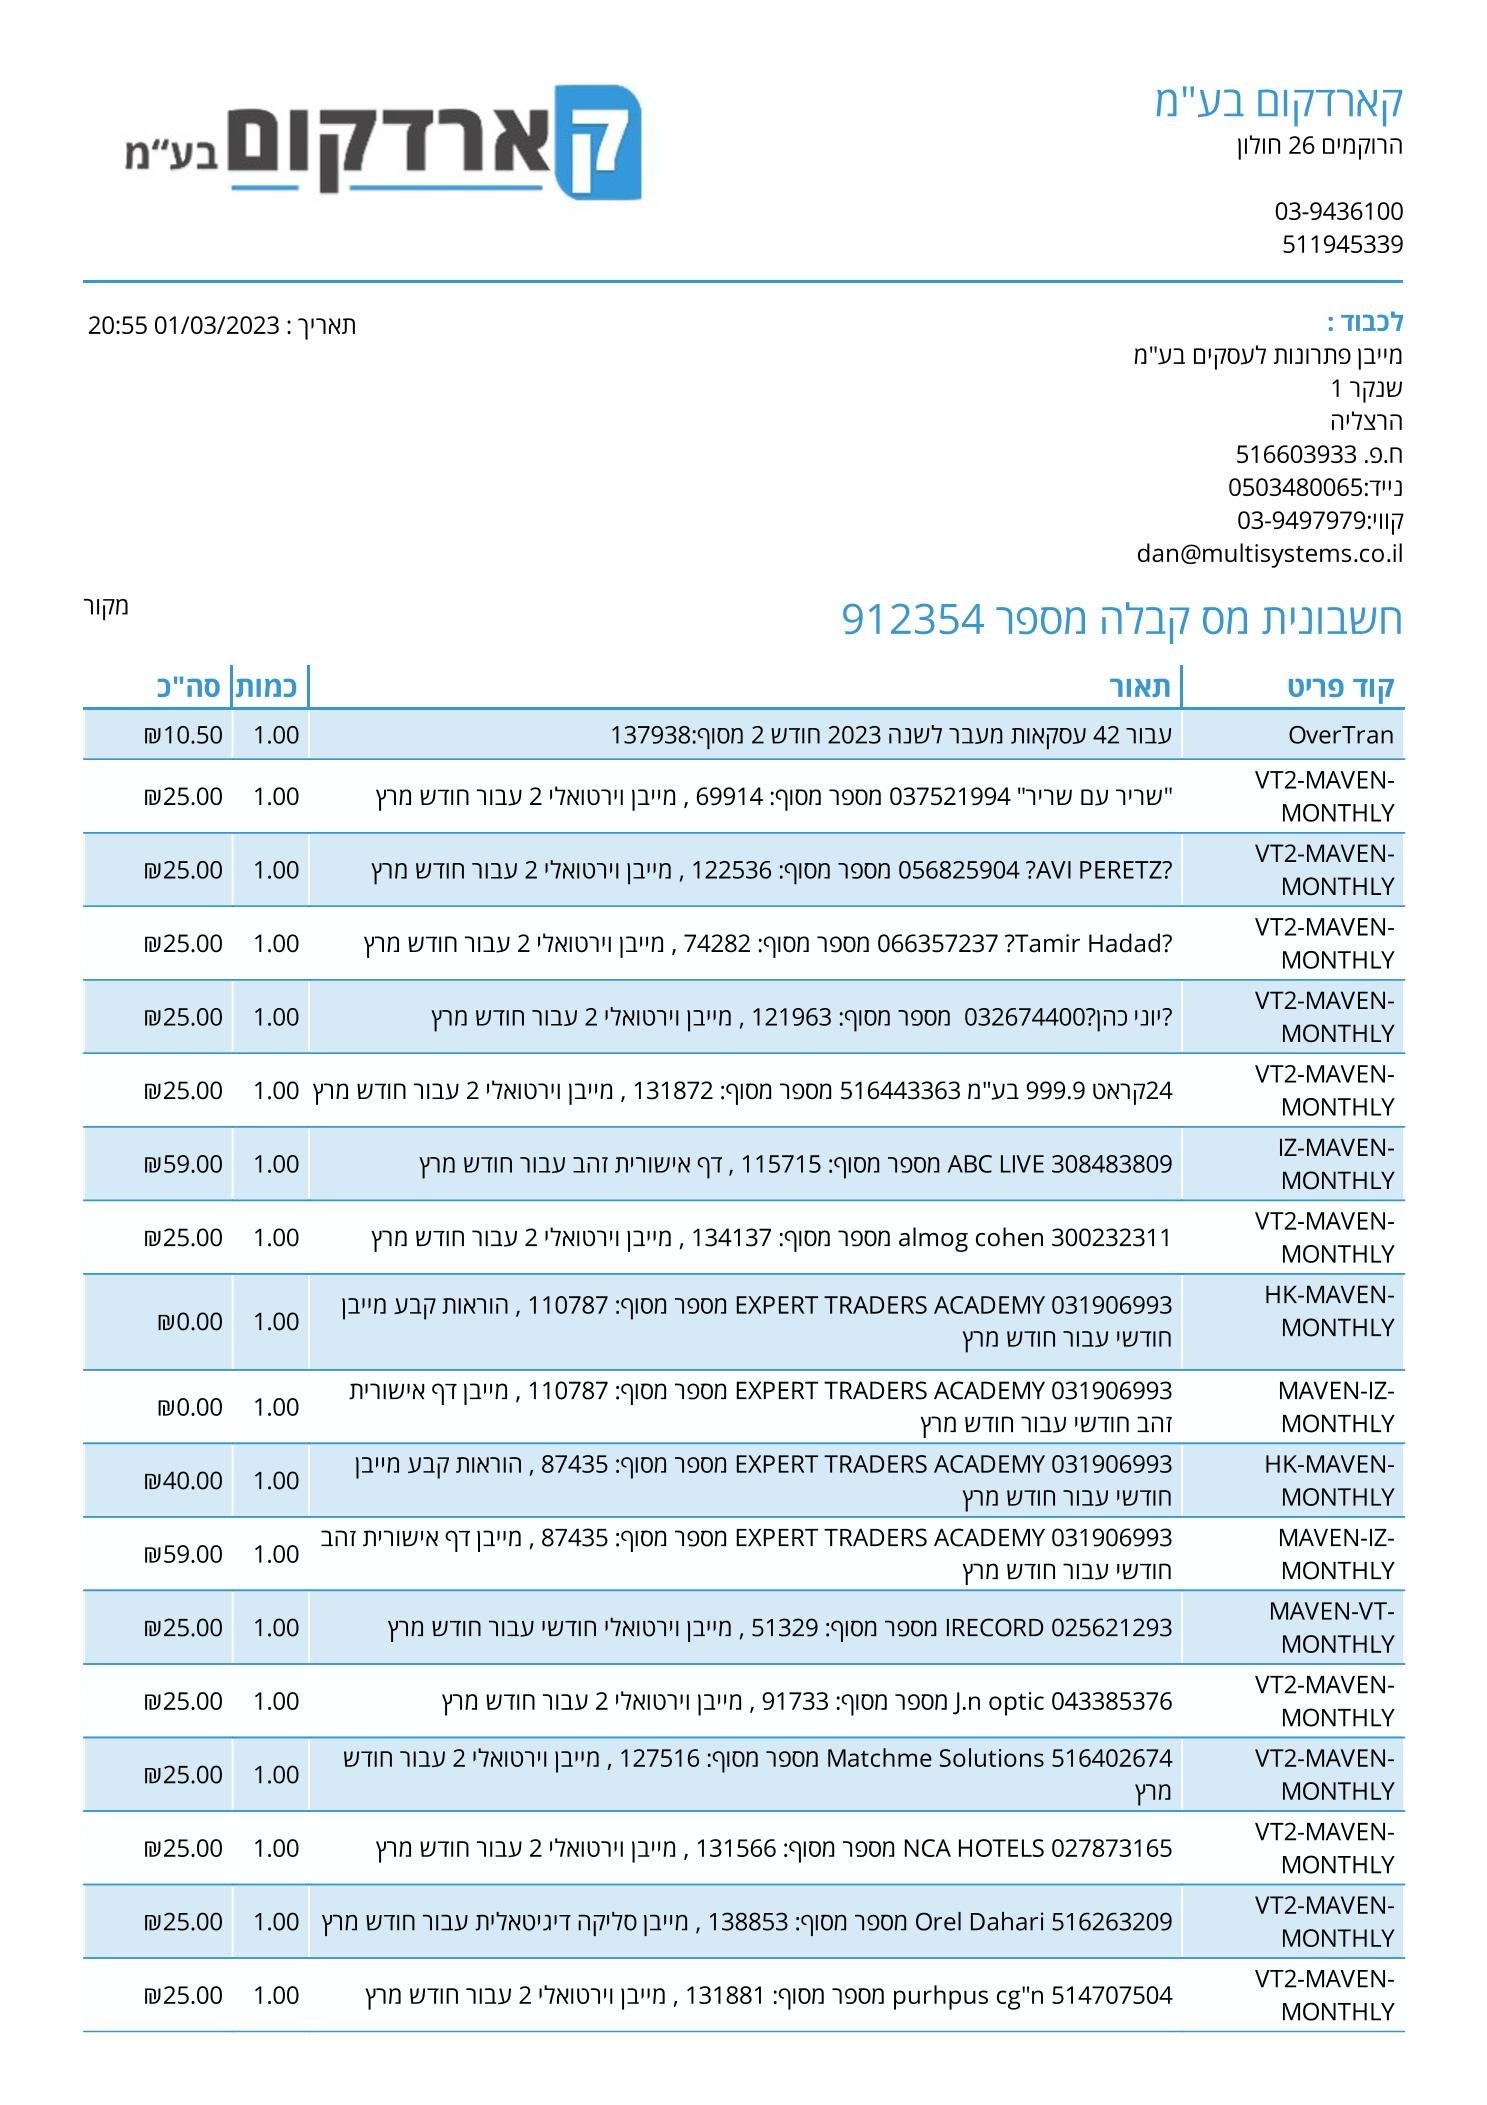 קארדקום בע"מ
קארדקום בע"מ
הרוקמים 26 חולון
03-9436100
511945339
לכבוד :
תאריך : 01/03/2023 20:55
מייבן פתרונות לעסקים בע"מ
שנקר 1
הרצליה
ח.פ. 516603933
נייד:0503480065
קווי:03-9497979
dan@multisystems.co.il
חשבונית מס קבלה מספר 912354
מקור
קוד פריט תאור כמות סה"כ
OverTran עבור 42 עסקאות מעבר לשנה 2023 חודש 2 מסוף:137938 1.00 ₪10.50
VT2-MAVEN-
MONTHLY
"שריר עם שריר" 037521994 מספר מסוף: 69914 , מייבן וירטואלי 2 עבור חודש מרץ 1.00 ₪25.00
VT2-MAVEN-
MONTHLY
?AVI PERETZ? 056825904 מספר מסוף: 122536 , מייבן וירטואלי 2 עבור חודש מרץ 1.00 ₪25.00
VT2-MAVEN-
MONTHLY
?Tamir Hadad? 066357237 מספר מסוף: 74282 , מייבן וירטואלי 2 עבור חודש מרץ 1.00 ₪25.00
VT2-MAVEN-
MONTHLY
?יוני כהן?032674400 מספר מסוף: 121963 , מייבן וירטואלי 2 עבור חודש מרץ 1.00 ₪25.00
VT2-MAVEN-
MONTHLY
24קראט 999.9 בע"מ 516443363 מספר מסוף: 131872 , מייבן וירטואלי 2 עבור חודש מרץ 1.00 ₪25.00
IZ-MAVEN-
MONTHLY
ABC LIVE 308483809 מספר מסוף: 115715 , דף אישורית זהב עבור חודש מרץ 1.00 ₪59.00
VT2-MAVEN-
MONTHLY
almog cohen 300232311 מספר מסוף: 134137 , מייבן וירטואלי 2 עבור חודש מרץ 1.00 ₪25.00
HK-MAVEN-
MONTHLY
EXPERT TRADERS ACADEMY 031906993 מספר מסוף: 110787 , הוראות קבע מייבן
חודשי עבור חודש מרץ
1.00 ₪0.00
MAVEN-IZ-
MONTHLY
EXPERT TRADERS ACADEMY 031906993 מספר מסוף: 110787 , מייבן דף אישורית
זהב חודשי עבור חודש מרץ
1.00 ₪0.00
HK-MAVEN-
MONTHLY
EXPERT TRADERS ACADEMY 031906993 מספר מסוף: 87435 , הוראות קבע מייבן
חודשי עבור חודש מרץ
1.00 ₪40.00
MAVEN-IZ-
MONTHLY
EXPERT TRADERS ACADEMY 031906993 מספר מסוף: 87435 , מייבן דף אישורית זהב
חודשי עבור חודש מרץ
1.00 ₪59.00
MAVEN-VT-
MONTHLY
IRECORD 025621293 מספר מסוף: 51329 , מייבן וירטואלי חודשי עבור חודש מרץ 1.00 ₪25.00
VT2-MAVEN-
MONTHLY
J.n optic 043385376 מספר מסוף: 91733 , מייבן וירטואלי 2 עבור חודש מרץ 1.00 ₪25.00
VT2-MAVEN-
MONTHLY
Matchme Solutions 516402674 מספר מסוף: 127516 , מייבן וירטואלי 2 עבור חודש
מרץ
1.00 ₪25.00
VT2-MAVEN-
MONTHLY
NCA HOTELS 027873165 מספר מסוף: 131566 , מייבן וירטואלי 2 עבור חודש מרץ 1.00 ₪25.00
VT2-MAVEN-
MONTHLY
Orel Dahari 516263209 מספר מסוף: 138853 , מייבן סליקה דיגיטאלית עבור חודש מרץ 1.00 ₪25.00
VT2-MAVEN-
MONTHLY
purhpus cg"n 514707504 מספר מסוף: 131881 , מייבן וירטואלי 2 עבור חודש מרץ 1.00 ₪25.00